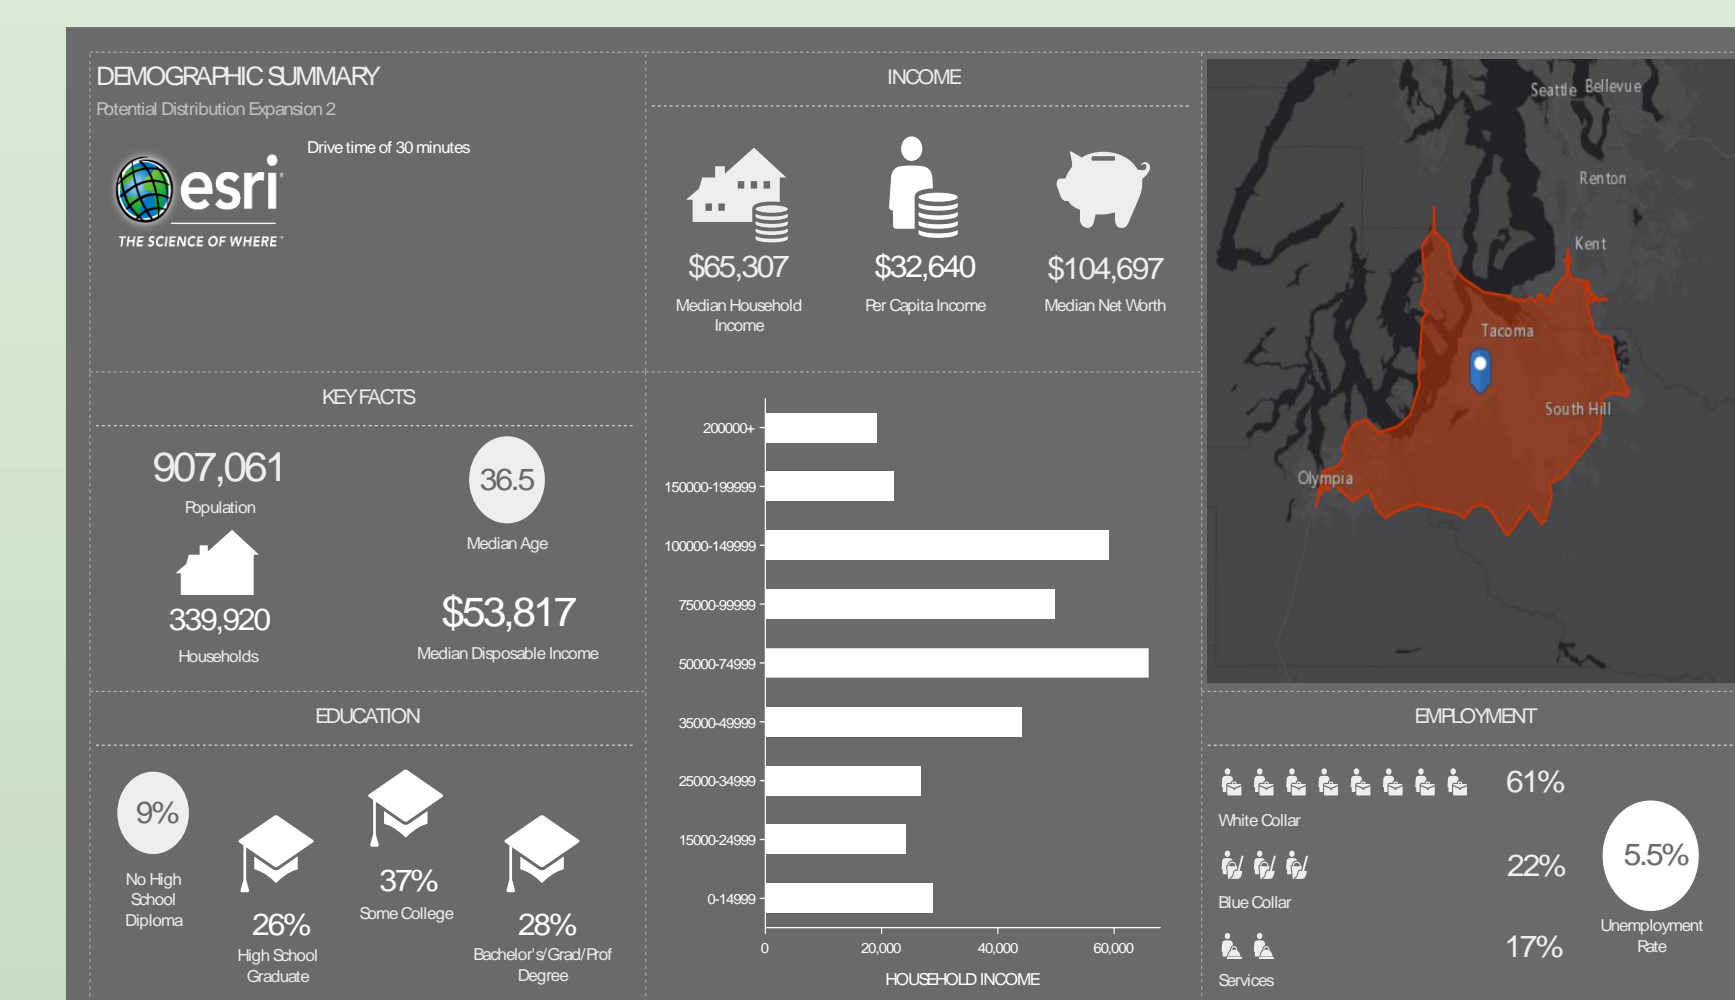 DEMOGRAPHIC SUMMARY
Potential Distribution Expansion 2
Drive time of 30 minutes
esri
THE SCIENCE OF WHERE
INCOME
$65,307
Median Household
Income
$32,640
Per Capita Income
$104,697
Median Net Worth
Seattle
Bellevue
Renton
Kent
Tacoma
South Hill
Olympia
KEY FACTS
907,061
Population
36.5
Median Age
339,920
Households
$53,817
Median Disposable Income
200000+
150000-199999
100000-149999
75000-99999
50000-74999
35000-49999
25000-34999
15000-24999
0-14999
0
20,000
40,000
60,000
HOUSEHOLD INCOME
EDUCATION
9%
No High
School
Diploma
26%
High School
Graduate
37%
Some College
28%
Bachelor's/Grad/Prof
Degree
EMPLOYMENT
61%
White Collar
22%
Blue Collar
17%
Services
5.5%
Unemployment
Rate